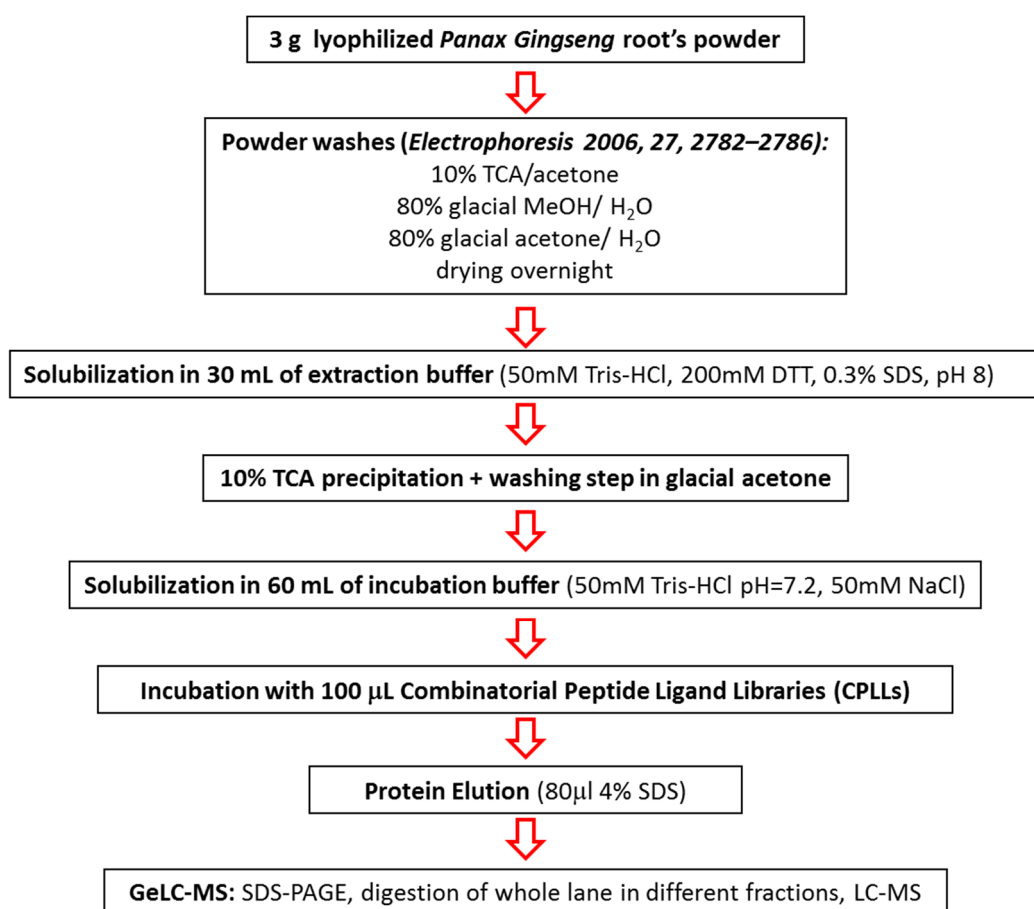 3 g lyophilized Panax Gingseng root's powder
Powder washes (Electrophoresis 2006, 27, 2782–2786):
10% TCA/acetone
80% glacial MeOH/ H₂O
80% glacial acetone/ H₂O
drying overnight
Solubilization in 30 mL of extraction buffer (50mM Tris-HCl, 200mM DTT, 0.3% SDS, pH 8)
10% TCA precipitation + washing step in glacial acetone
Solubilization in 60 mL of incubation buffer (50mM Tris-HCl pH=7.2, 50mM NaCl)
Incubation with 100 μL Combinatorial Peptide Ligand Libraries (CPLLs)
Protein Elution (80μl 4% SDS)
GeLC-MS: SDS-PAGE, digestion of whole lane in different fractions, LC-MS